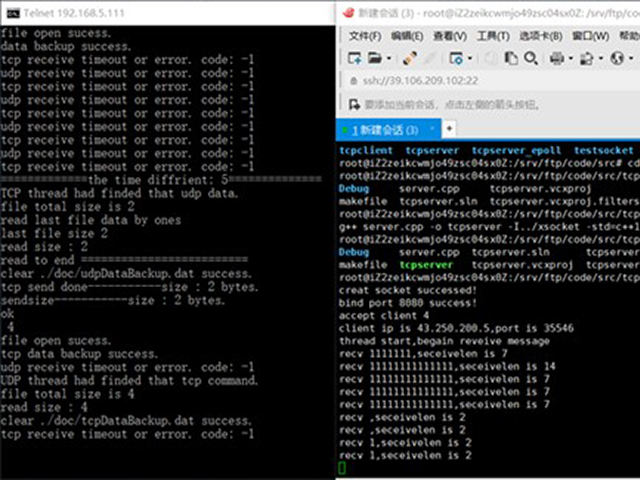 Telnet 192.168.5.111
file open sucess.
data backup success.
tcp receive timeout or error. code: -1
udp receive timeout or error. code: -1
tcp receive timeout or error. code: -1
udp receive timeout or error. code: -1
tcp receive timeout or error. code: -1
udp receive timeout or error. code: -1
tcp receive timeout or error. code: -1
udp receive timeout or error. code: -1
tcp receive timeout or error. code: -1
=============the time diffrient: 5==============
TCP thread had finded that udp data.
file total size is 2
read last file data by ones
last file size 2
read size : 2
read to end =========================
clear ./doc/udpDataBackup.dat success.
tcp send done-----------size : 2 bytes.
sendsize-----------size : 2 bytes.
ok
4
file open sucess.
tcp data backup success.
udp receive timeout or error. code: -1
UDP thread had finded that tcp command.
file total size is 4
read size : 4
clear ./doc/tcpDataBackup.dat success.
tcp receive timeout or error. code: -1
新建会话 (3) - root@iZ2zeikcwmjo49zsc04sx0Z: /srv/ftp/co
文件(F) 编辑(E) 查看(V) 工具(T) 选项卡(B) 窗口(W) 帮助
ssh://39.106.209.102:22
要添加当前会话，点击左侧的箭头按钮。
1 新建会话 (3) × +
tcpclient tcpserver tcpserver_epoll testsocket
root@iZ2zeikcwmjo49zsc04sx0Z:/srv/ftp/code/src# c
Debug server.cpp tcpserver.vcxproj
makefile tcpserver.sln tcpserver.vcxproj.filters
root@iZ2zeikcwmjo49zsc04sx0Z:/srv/ftp/code/src/tcp
g++ server.cpp -o tcpserver -I../xsocket -std=c++1
root@iZ2zeikcwmjo49zsc04sx0Z:/srv/ftp/code/src/tcp
Debug server.cpp tcpserver.sln tcpserve
makefile tcpserver tcpserver.vcxproj tcpserve
root@iZ2zeikcwmjo49zsc04sx0Z:/srv/ftp/code/src/tcp
creat socket successed!
bind port 8080 success!
accept client 4
client ip is 43.250.200.5,port is 35546
thread start,begain reveive message
recv 1111111,seceivelen is 7
recv 11111111111111,seceivelen is 14
recv 11111111111111,seceivelen is 7
recv 11111111111111,seceivelen is 7
recv 11111111111111,seceivelen is 7
recv ,seceivelen is 2
recv ,seceivelen is 2
recv 1,seceivelen is 2
recv 1,seceivelen is 2